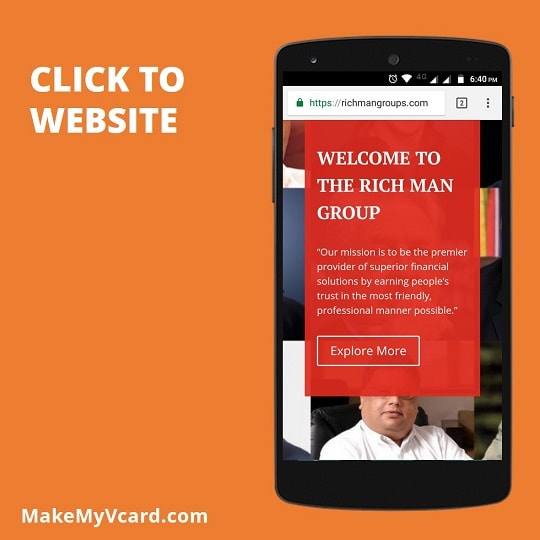 CLICK TO
WEBSITE
4G
6:40 PM
https://richmangroups.com
2
WELCOME TO
THE RICH MAN
GROUP
“Our mission is to be the premier
provider of superior financial
solutions by earning people’s
trust in the most friendly,
professional manner possible.”
Explore More
MakeMyVcard.com